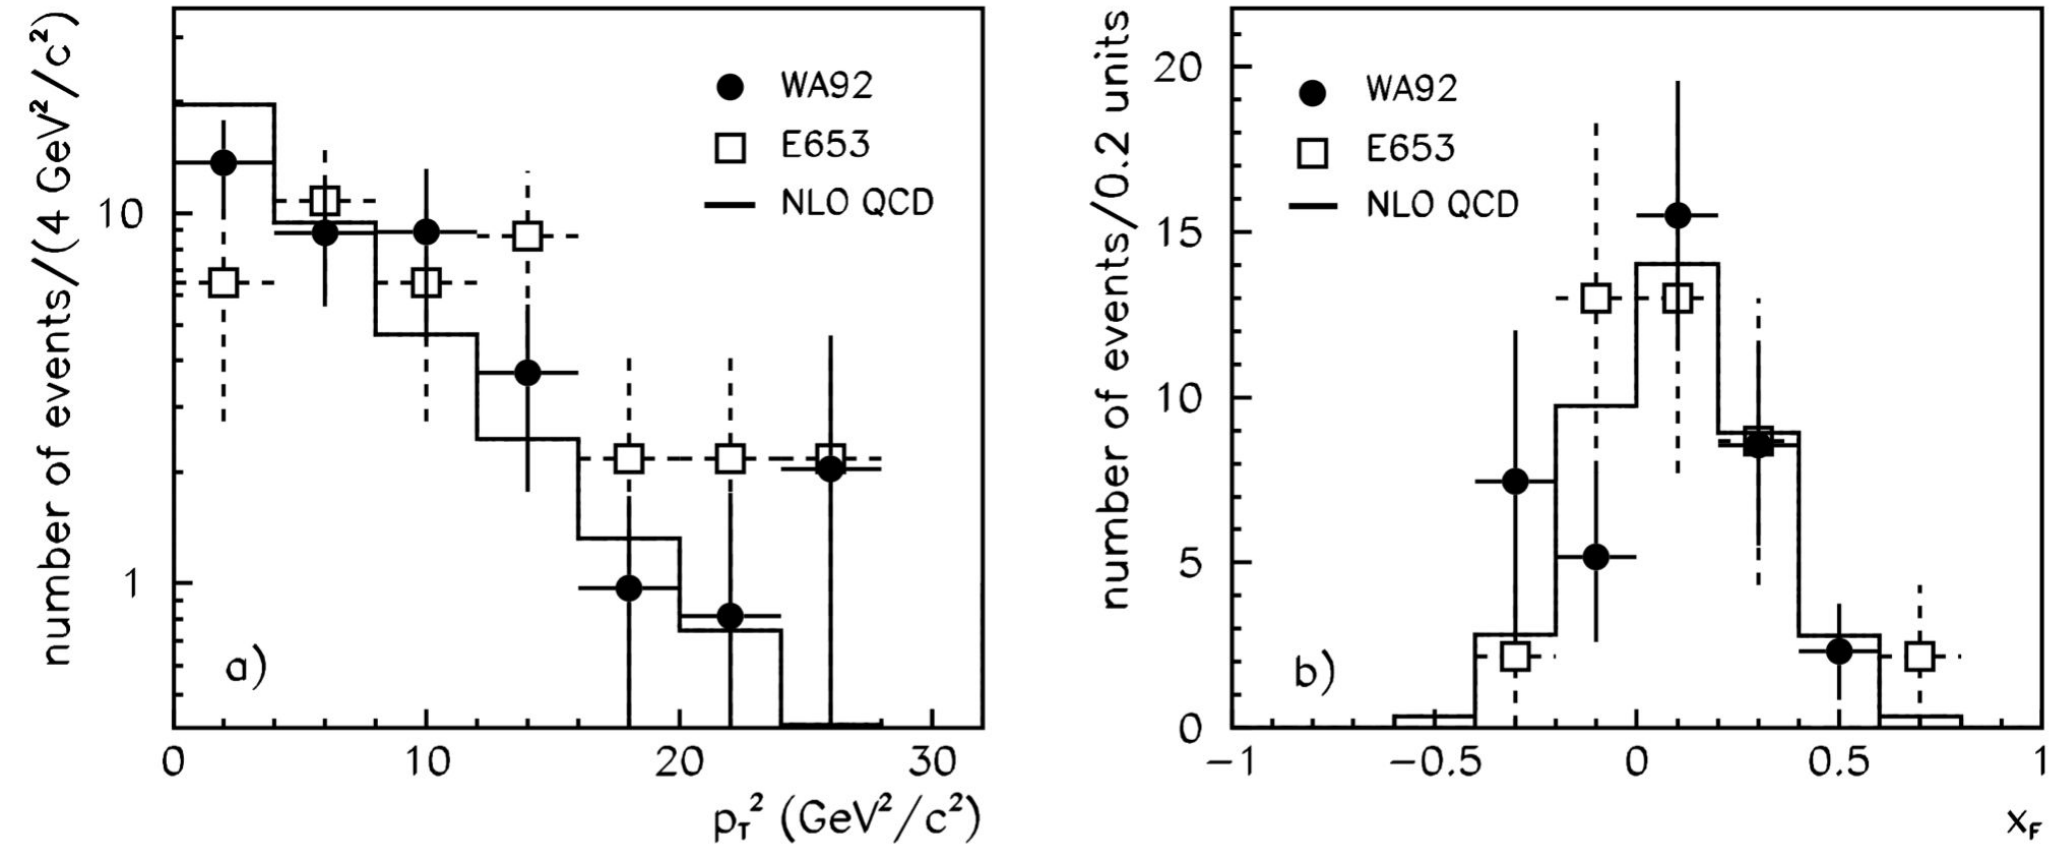 number of events/(4 GeV²/c²)
10
1
WA92
E653
NLO QCD
a)
0
10
20
30
p_T² (GeV²/c²)
number of events/0.2 units
20
15
10
5
0
WA92
E653
NLO QCD
b)
−1
−0.5
0
0.5
1
x_F